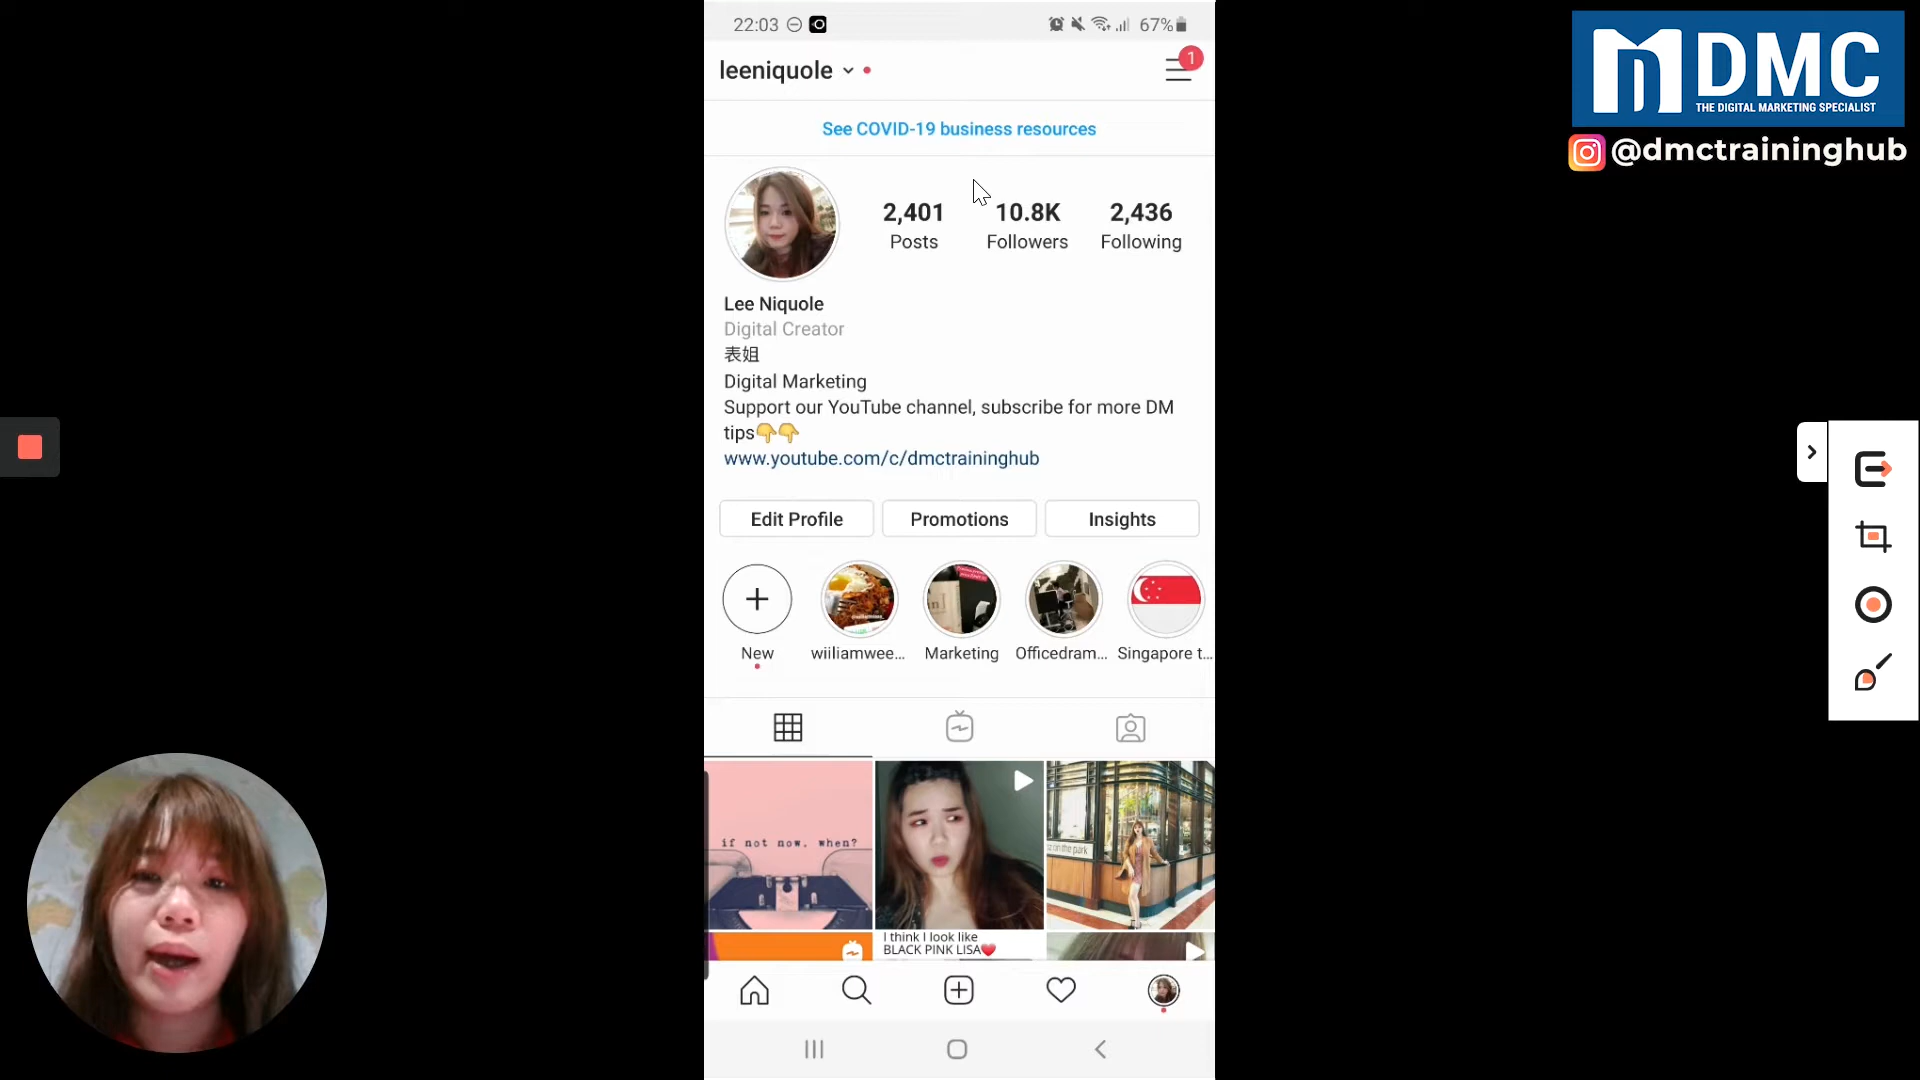 22:03
67%
DMC
THE DIGITAL MARKETING SPECIALIST
@dmctraininghub
leeniquole
1
See COVID-19 business resources
2,401 10.8K 2,436
Posts Followers Following
Lee Niquole
Digital Creator
表姐
Digital Marketing
Support our YouTube channel, subscribe for more DM
tips👇👇
www.youtube.com/c/dmctraininghub
Edit Profile Promotions Insights
New wiiliamwee... Marketing Officedram... Singapore t...
if not now, when?
on the park
I think I look like
BLACK PINK LISA❤️